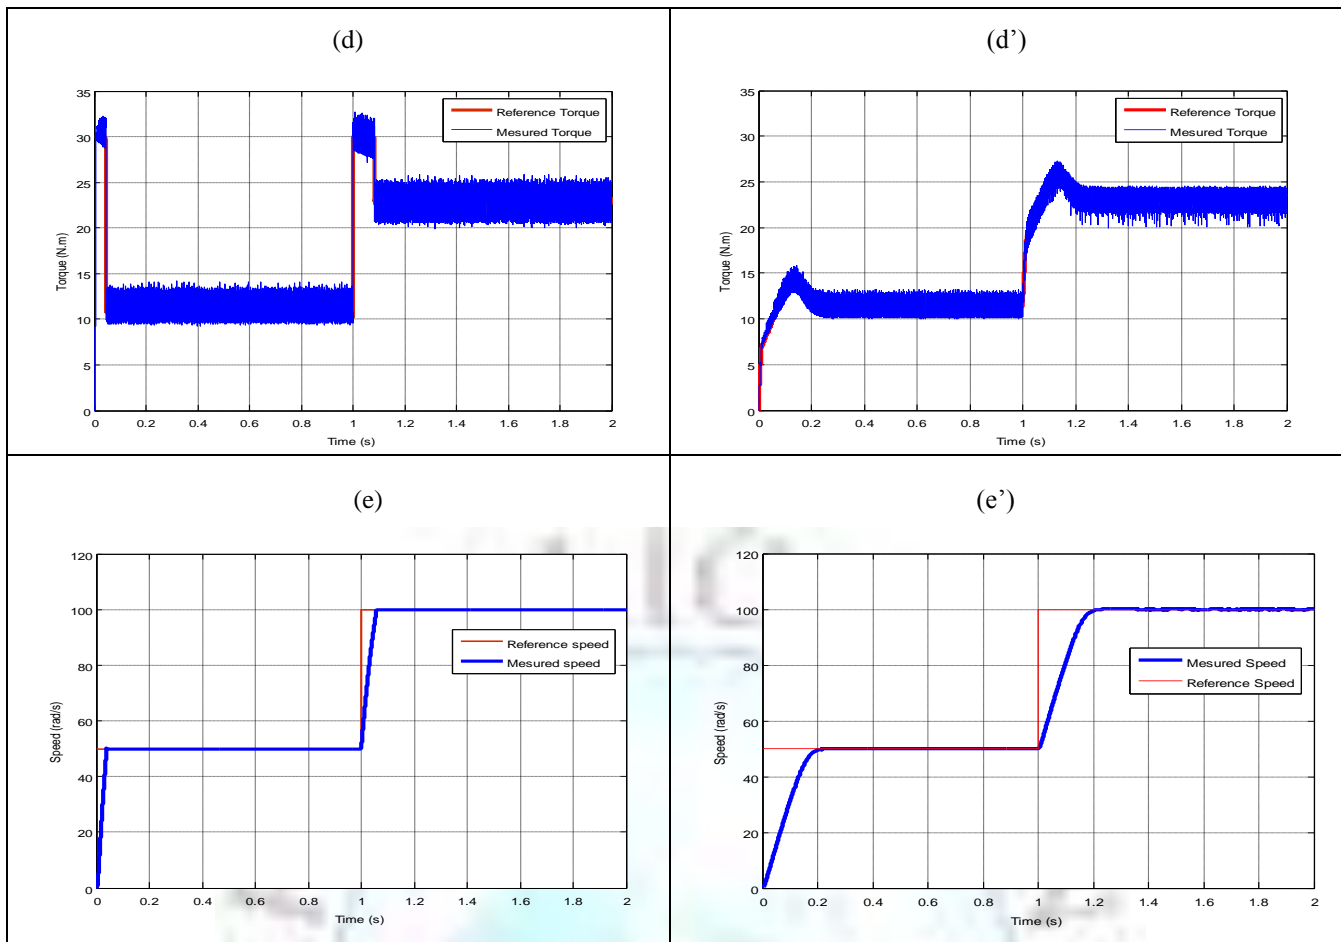 (d)
35
30
25
20
15
10
5
0
Torque (N.m)
Reference Torque
Mesured Torque
0 0.2 0.4 0.6 0.8 1 1.2 1.4 1.6 1.8 2
Time (s)
(d’)
35
30
25
20
15
10
5
0
Torque (N.m)
Reference Torque
Mesured Torque
0 0.2 0.4 0.6 0.8 1 1.2 1.4 1.6 1.8 2
Time (s)
(e)
120
100
80
60
40
20
0
Speed (rad/s)
Reference speed
Mesured speed
0 0.2 0.4 0.6 0.8 1 1.2 1.4 1.6 1.8 2
Time (s)
(e’)
120
100
80
60
40
20
0
Speed (rad/s)
Mesured Speed
Reference Speed
0 0.2 0.4 0.6 0.8 1 1.2 1.4 1.6 1.8 2
Time (s)